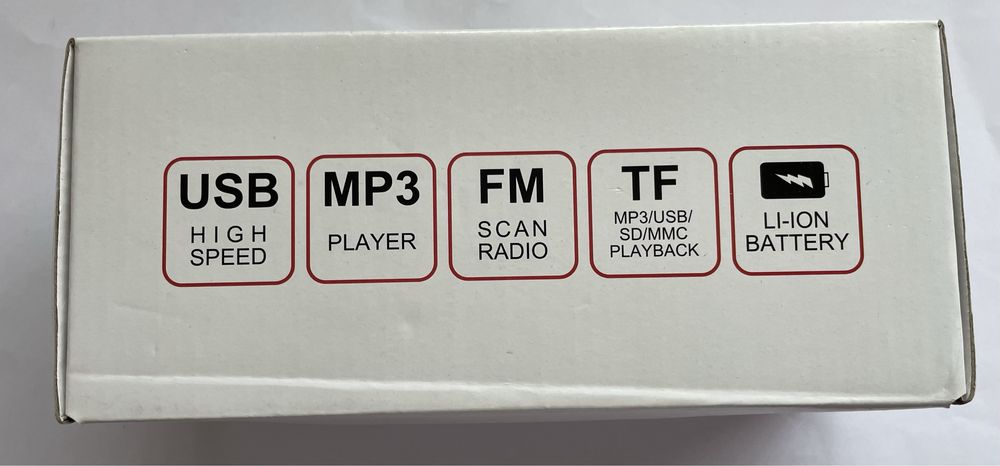 USB
HIGH
SPEED
MP3
PLAYER
FM
SCAN
RADIO
TF
MP3/USB/
SD/MMC
PLAYBACK
LI-ION
BATTERY